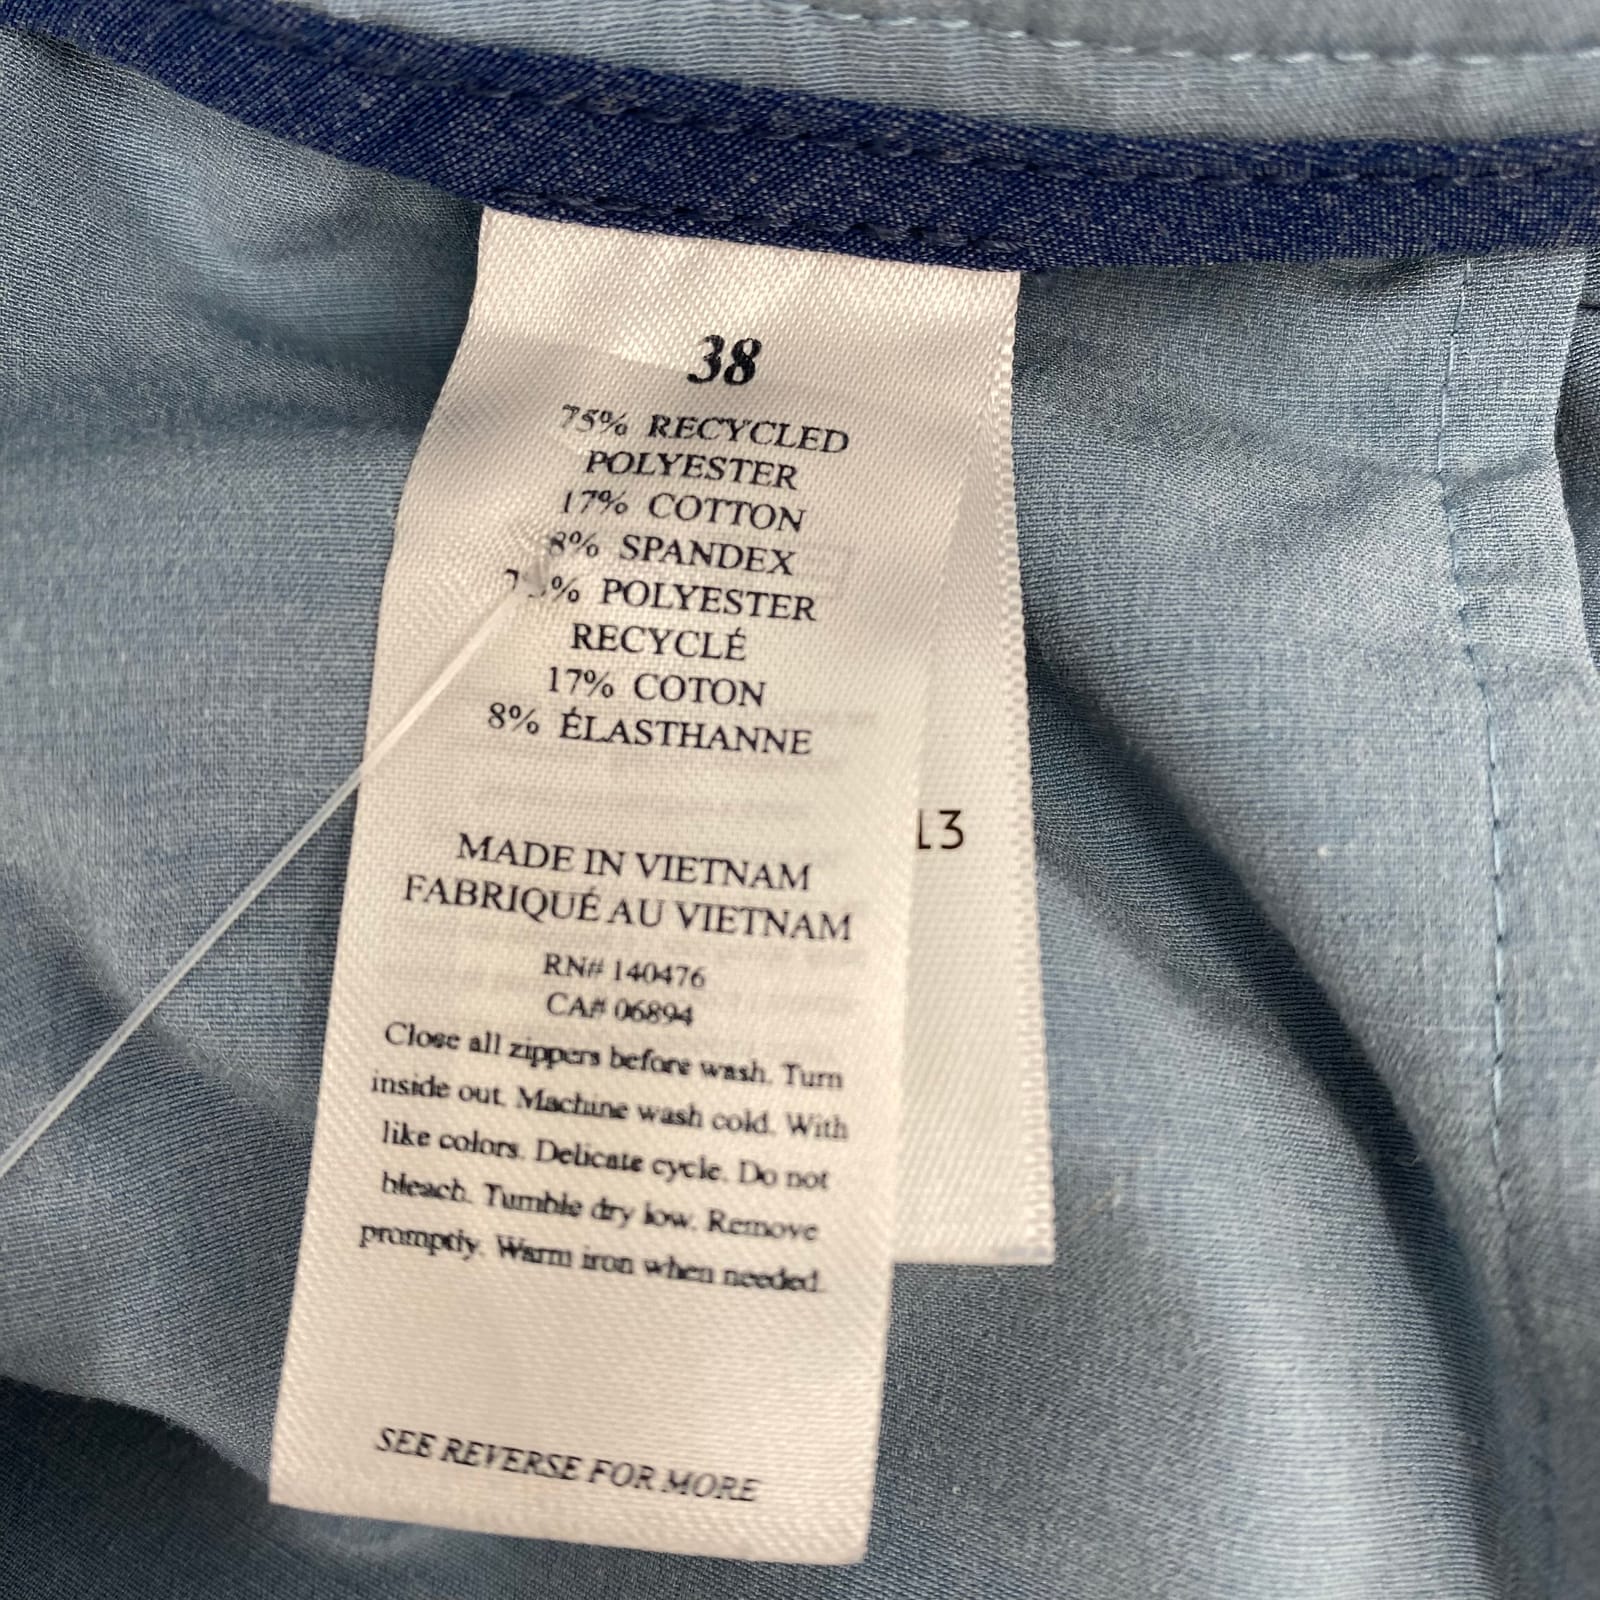 38
75% RECYCLED
POLYESTER
17% COTTON
8% SPANDEX
75% POLYESTER
RECYCLÉ
17% COTON
8% ÉLASTHANNE
13
MADE IN VIETNAM
FABRIQUÉ AU VIETNAM
RN# 140476
CA# 06894
Close all zippers before wash. Turn
inside out. Machine wash cold. With
like colors. Delicate cycle. Do not
bleach. Tumble dry low. Remove
promptly. Warm iron when needed.
SEE REVERSE FOR MORE